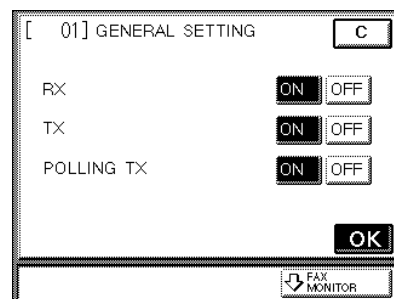 [ 01] GENERAL SETTING C
RX ON OFF
TX ON OFF
POLLING TX ON OFF
OK
FAX
MONITOR